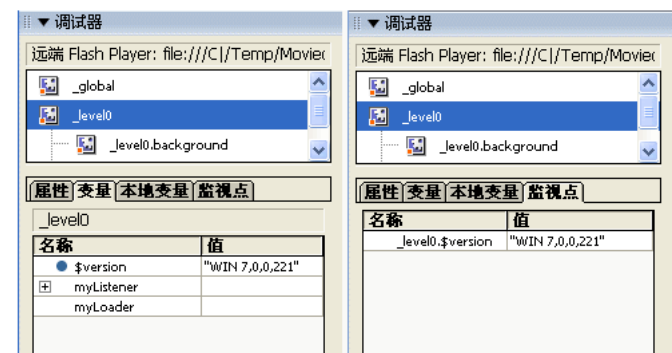 调试器
远端 Flash Player: file:///C|/Temp/Movie
_global
_level0
_level0.background
属性 变量 本地变量 监视点
_level0
名称 值
$version "WIN 7,0,0,221"
myListener
myLoader
调试器
远端 Flash Player: file:///C|/Temp/Movie
_global
_level0
_level0.background
属性 变量 本地变量 监视点
名称 值
_level0.$version "WIN 7,0,0,221"